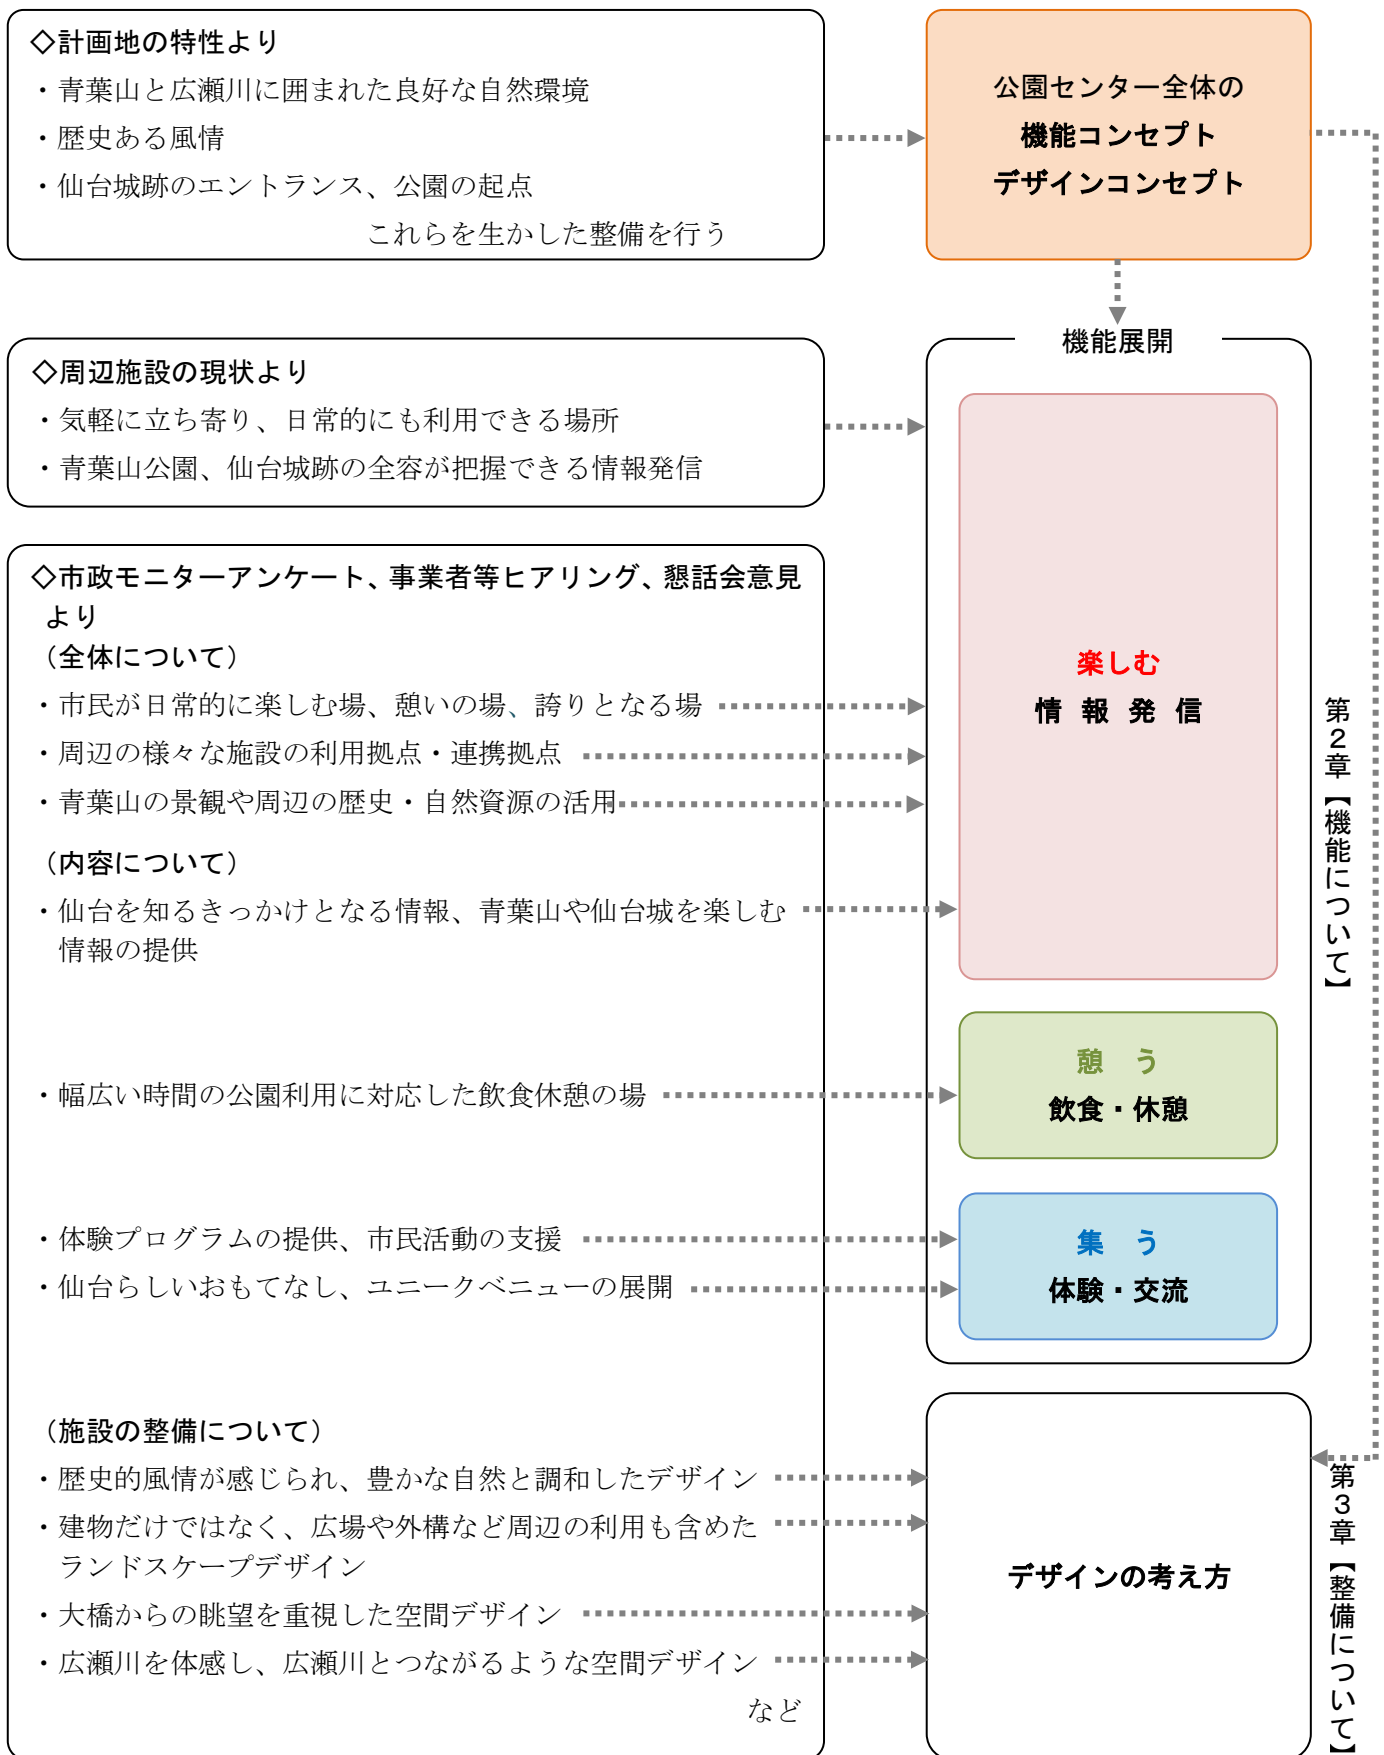 ◇計画地の特性より
・青葉山と広瀬川に囲まれた良好な自然環境
・歴史ある風情
・仙台城跡のエントランス、公園の起点
これらを生かした整備を行う
公園センター全体の
機能コンセプト
デザインコンセプト
◇周辺施設の現状より
・気軽に立ち寄り、日常的にも利用できる場所
・青葉山公園、仙台城跡の全容が把握できる情報発信
◇市政モニターアンケート、事業者等ヒアリング、懇話会意見
より
（全体について）
・市民が日常的に楽しむ場、憩いの場、誇りとなる場
・周辺の様々な施設の利用拠点・連携拠点
・青葉山の景観や周辺の歴史・自然資源の活用
（内容について）
・仙台を知るきっかけとなる情報、青葉山や仙台城を楽しむ
情報の提供
・幅広い時間の公園利用に対応した飲食休憩の場
・体験プログラムの提供、市民活動の支援
・仙台らしいおもてなし、ユニークベニューの展開
（施設の整備について）
・歴史的風情が感じられ、豊かな自然と調和したデザイン
・建物だけではなく、広場や外構など周辺の利用も含めた
ランドスケープデザイン
・大橋からの眺望を重視した空間デザイン
・広瀬川を体感し、広瀬川とつながるような空間デザイン
など
機能展開
楽しむ
情 報 発 信
憩 う
飲食・休憩
集 う
体験・交流
デザインの考え方
第２章【機能について】
第３章【整備について】